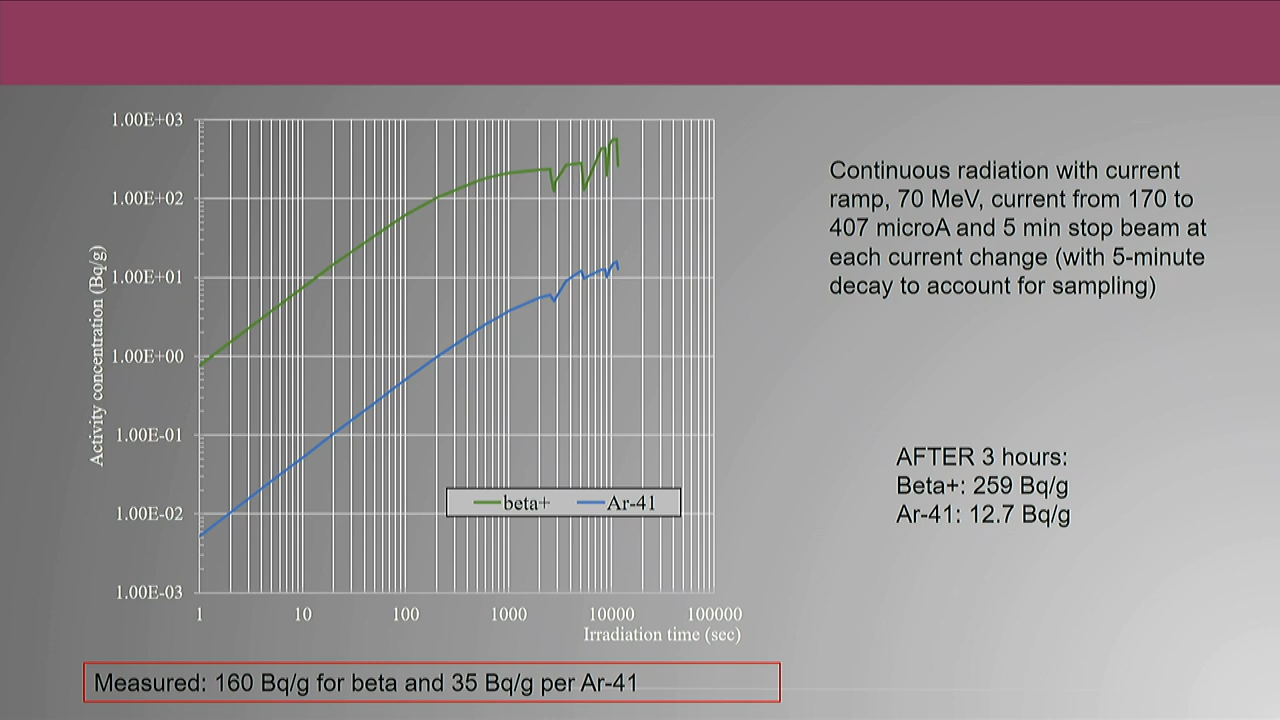 1.00E+03
1.00E+02
1.00E+01
1.00E+00
1.00E-01
1.00E-02
1.00E-03
Activity concentration (Bq/g)
1 10 100 1000 10000 100000
Irradiation time (sec)
beta+ Ar-41
Continuous radiation with current
ramp, 70 MeV, current from 170 to
407 microA and 5 min stop beam at
each current change (with 5-minute
decay to account for sampling)
AFTER 3 hours:
Beta+: 259 Bq/g
Ar-41: 12.7 Bq/g
Measured: 160 Bq/g for beta and 35 Bq/g per Ar-41